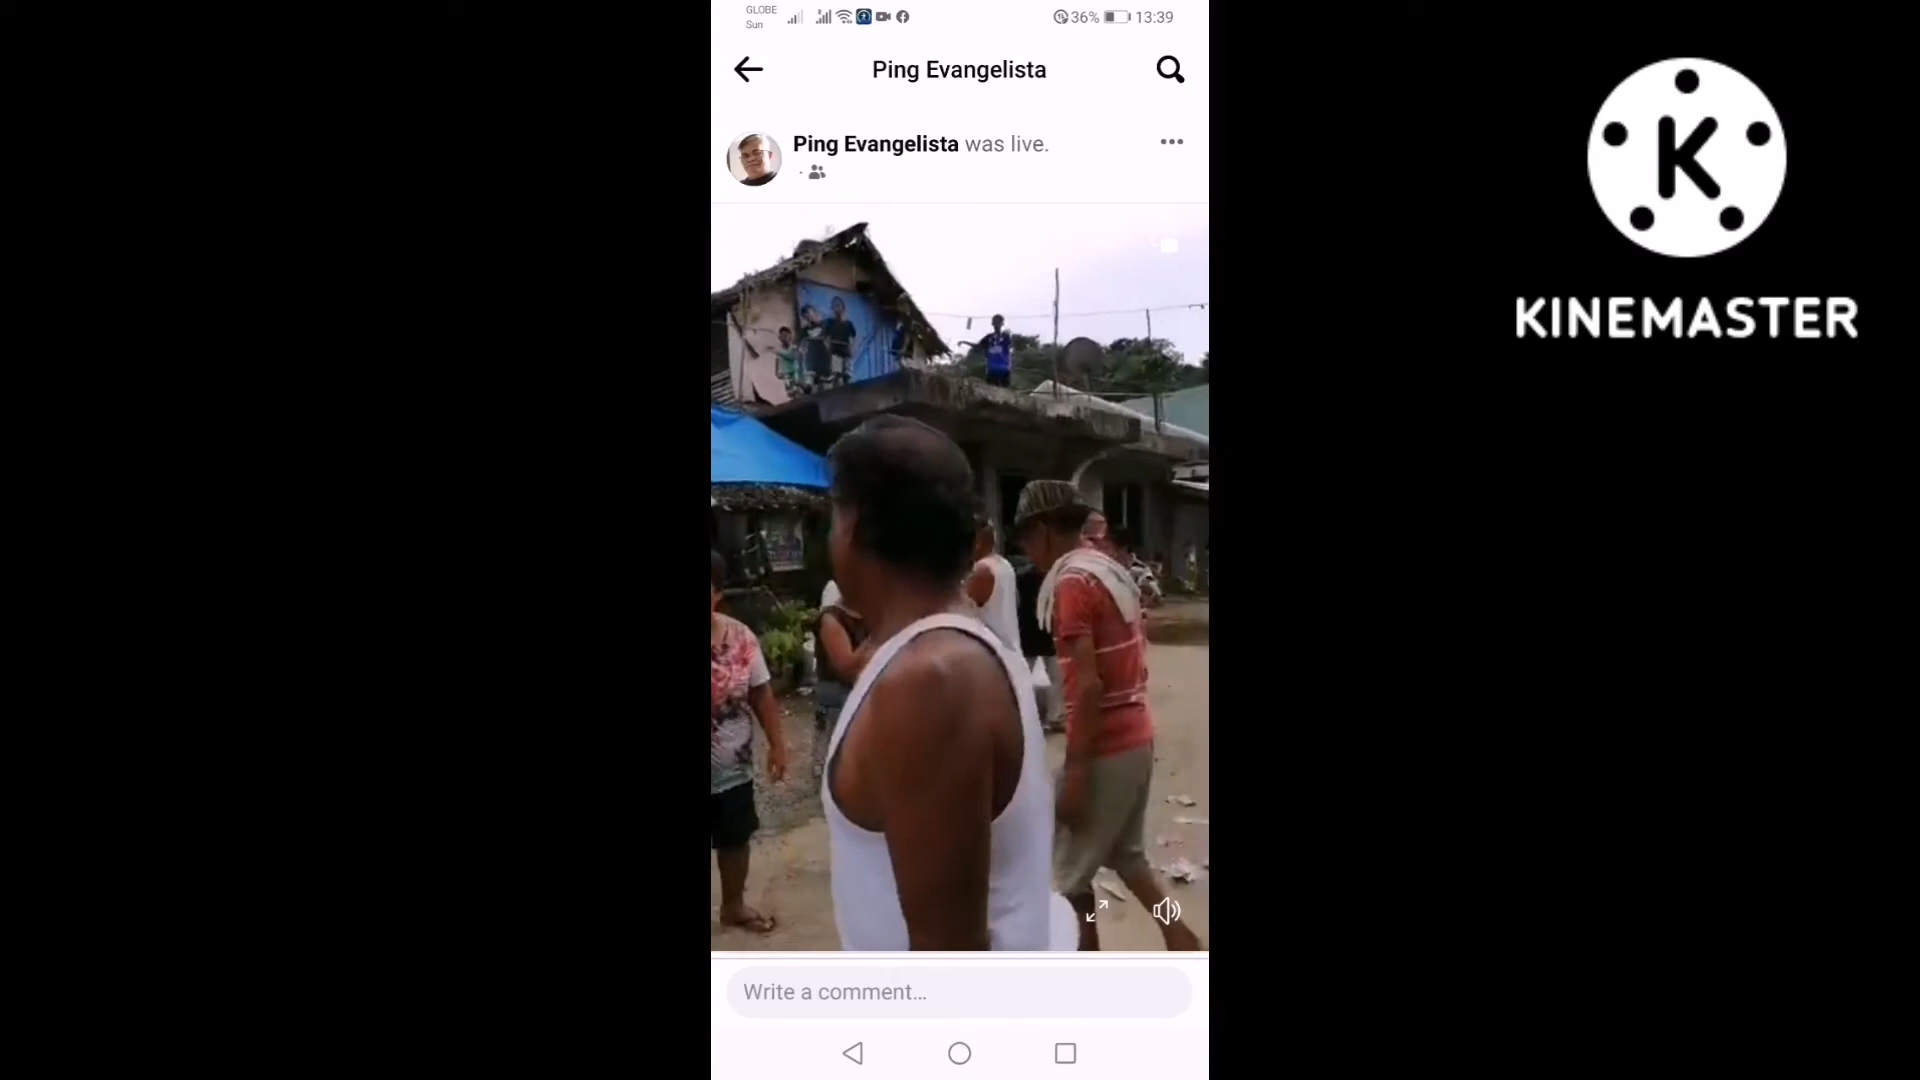 GLOBE
Sun
36% 13:39
Ping Evangelista
Ping Evangelista was live.
Write a comment...
K
KINEMASTER